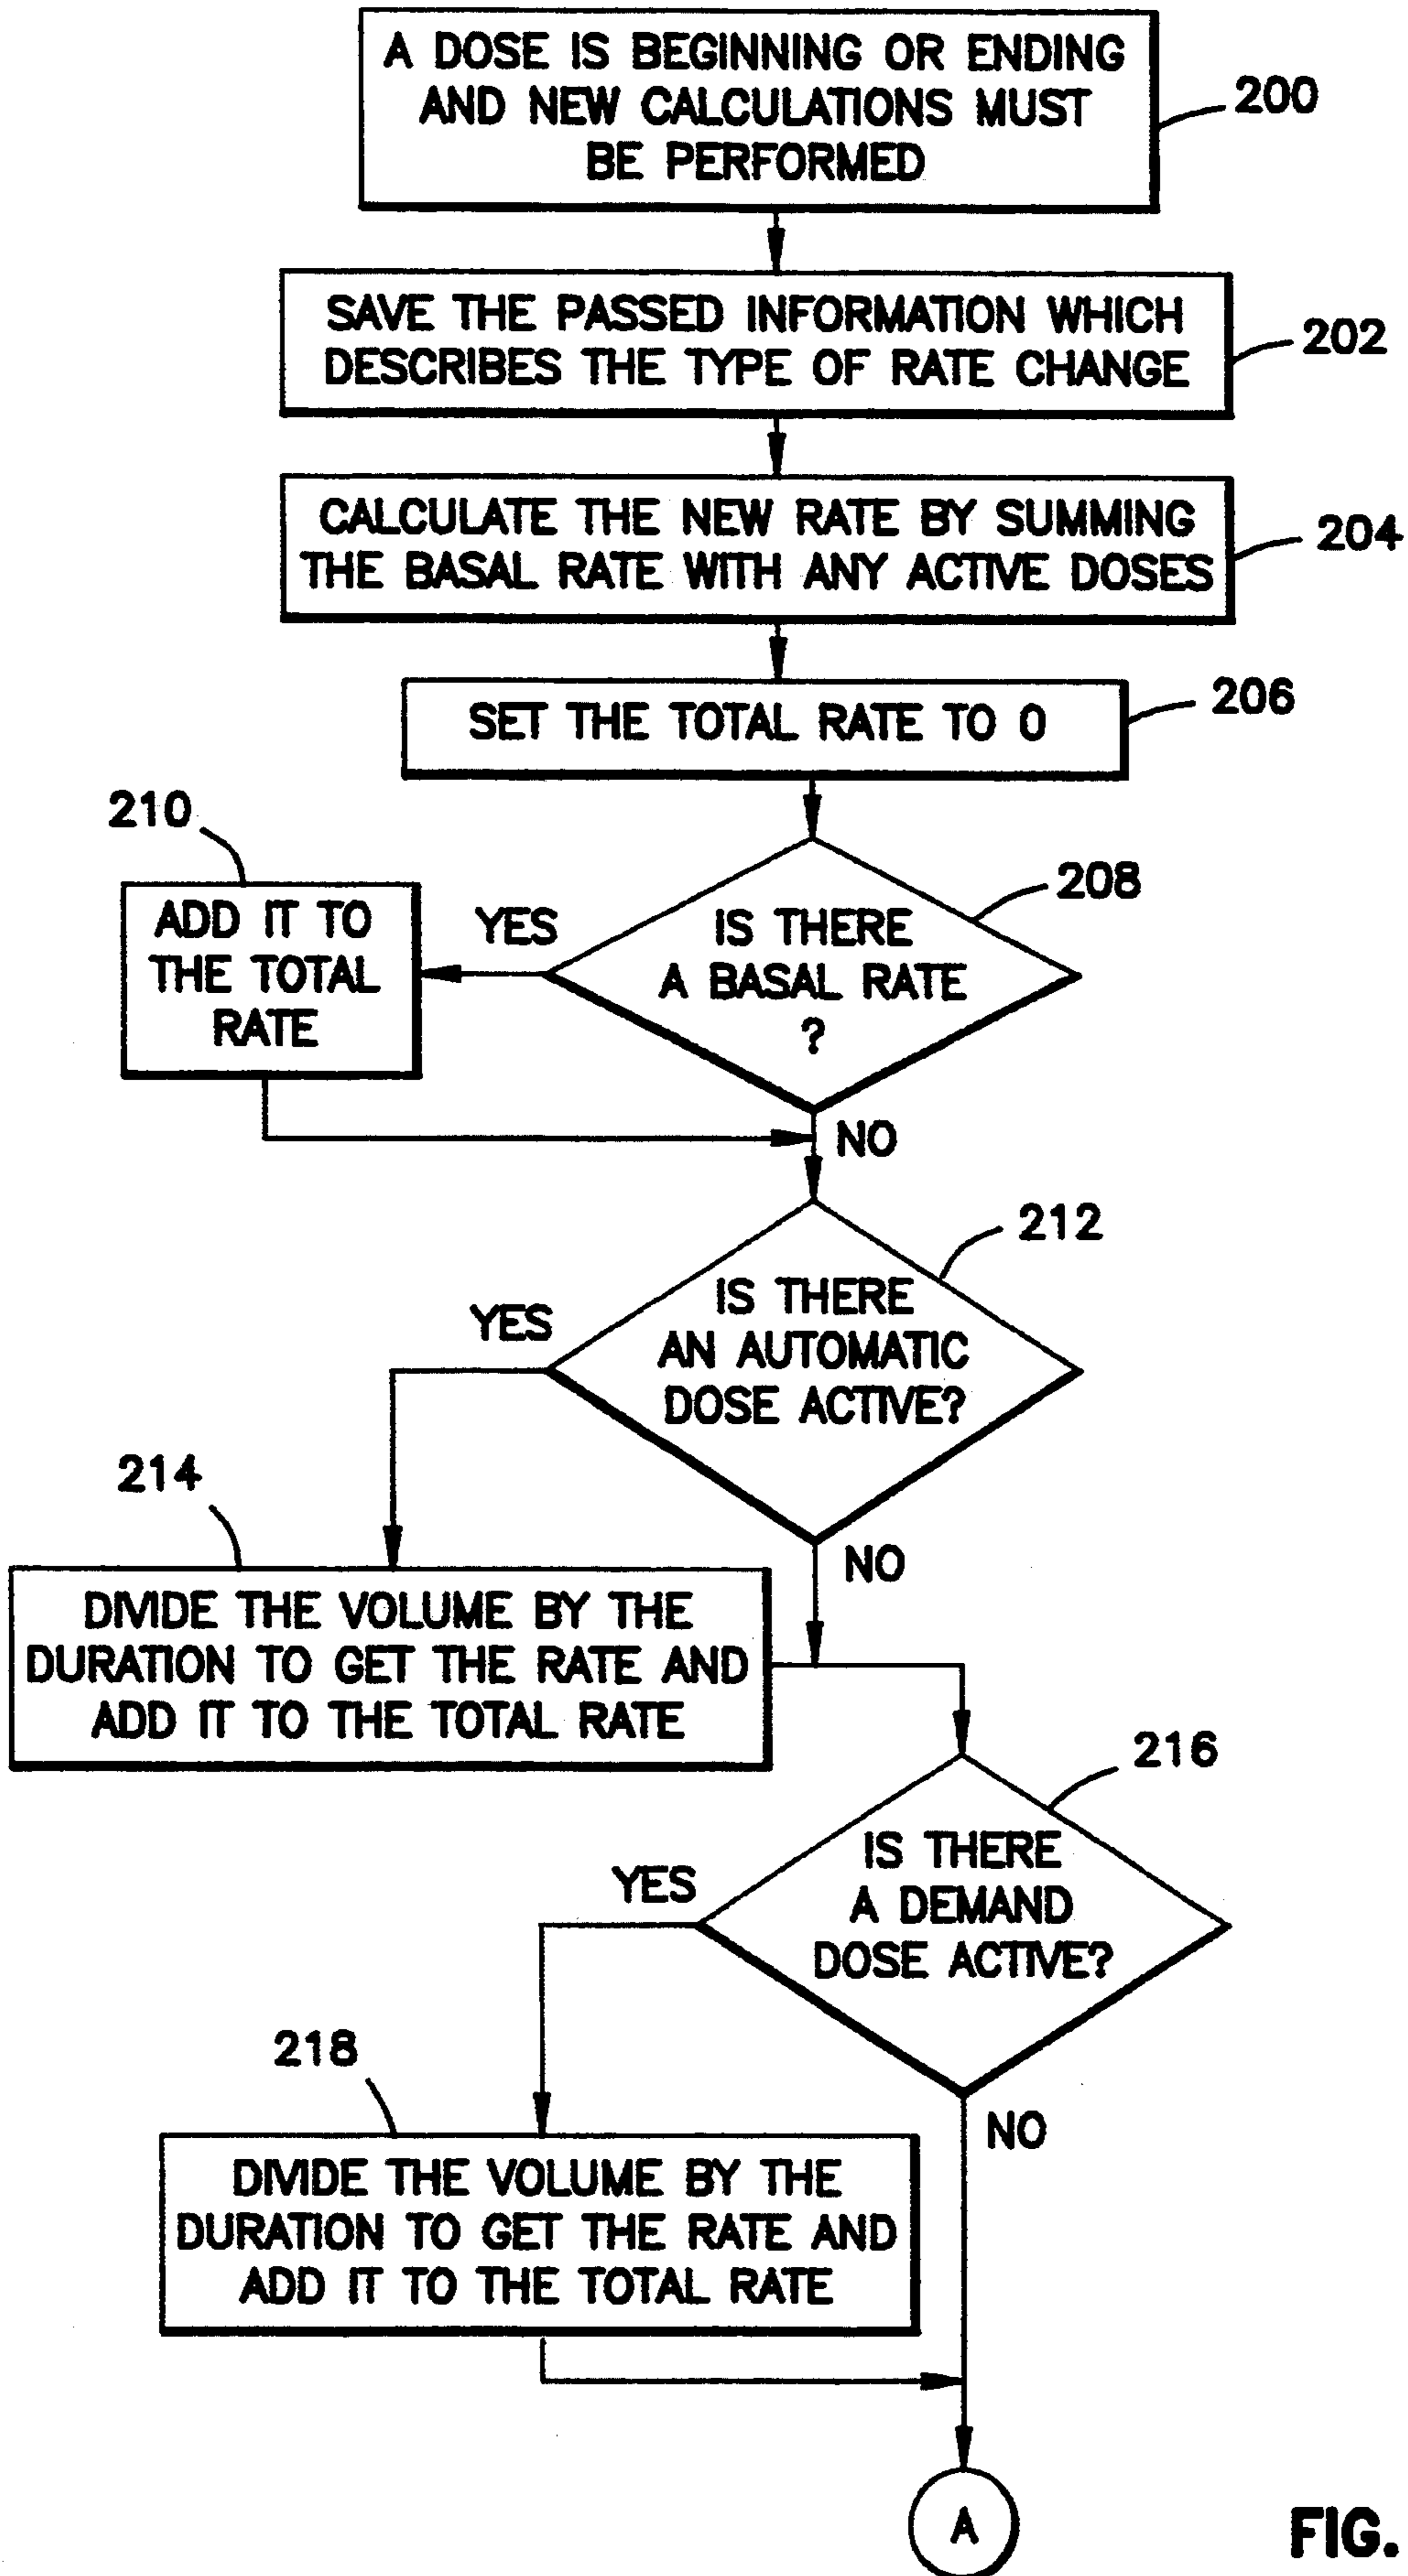 A DOSE IS BEGINNING OR ENDING
AND NEW CALCULATIONS MUST
BE PERFORMED
200
SAVE THE PASSED INFORMATION WHICH
DESCRIBES THE TYPE OF RATE CHANGE
202
CALCULATE THE NEW RATE BY SUMMING
THE BASAL RATE WITH ANY ACTIVE DOSES
204
SET THE TOTAL RATE TO 0
206
210
ADD IT TO
THE TOTAL
RATE
YES
IS THERE
A BASAL RATE
?
208
NO
212
IS THERE
AN AUTOMATIC
DOSE ACTIVE?
YES
NO
214
DIVIDE THE VOLUME BY THE
DURATION TO GET THE RATE AND
ADD IT TO THE TOTAL RATE
216
IS THERE
A DEMAND
DOSE ACTIVE?
YES
NO
218
DIVIDE THE VOLUME BY THE
DURATION TO GET THE RATE AND
ADD IT TO THE TOTAL RATE
A
FIG.